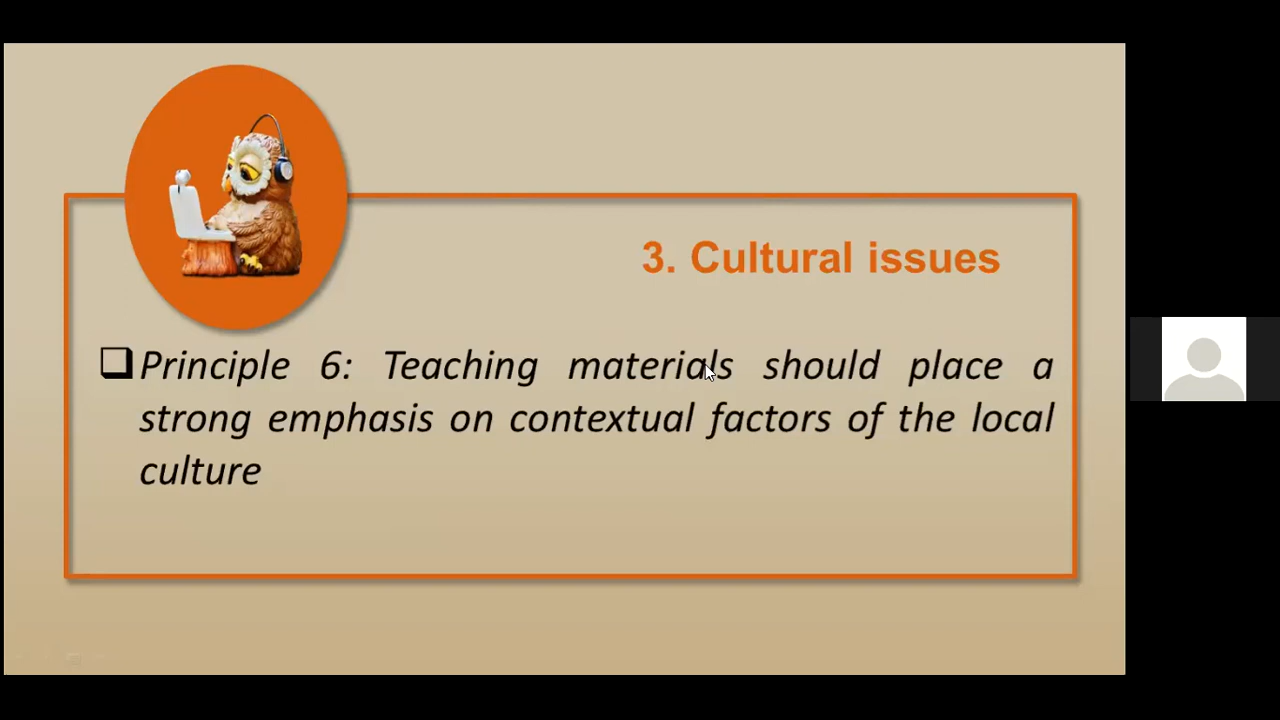 3. Cultural issues
Principle 6: Teaching materials should place a
strong emphasis on contextual factors of the local
culture